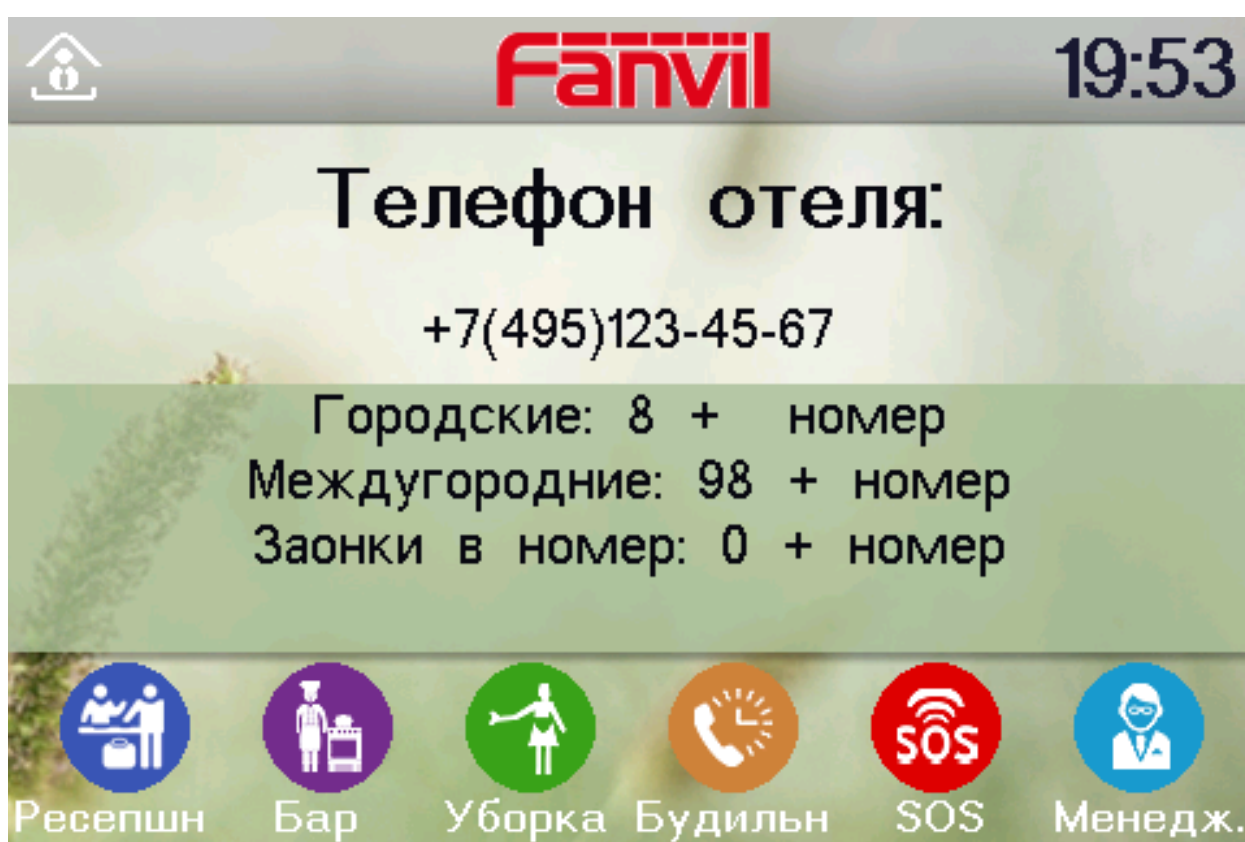 Fanvil
19:53
Телефон отеля:
+7(495)123-45-67
Городские: 8 + номер
Междугородние: 98 + номер
Заонки в номер: 0 + номер
SOS
Ресепшн Бар Уборка Будильн SOS Менедж.